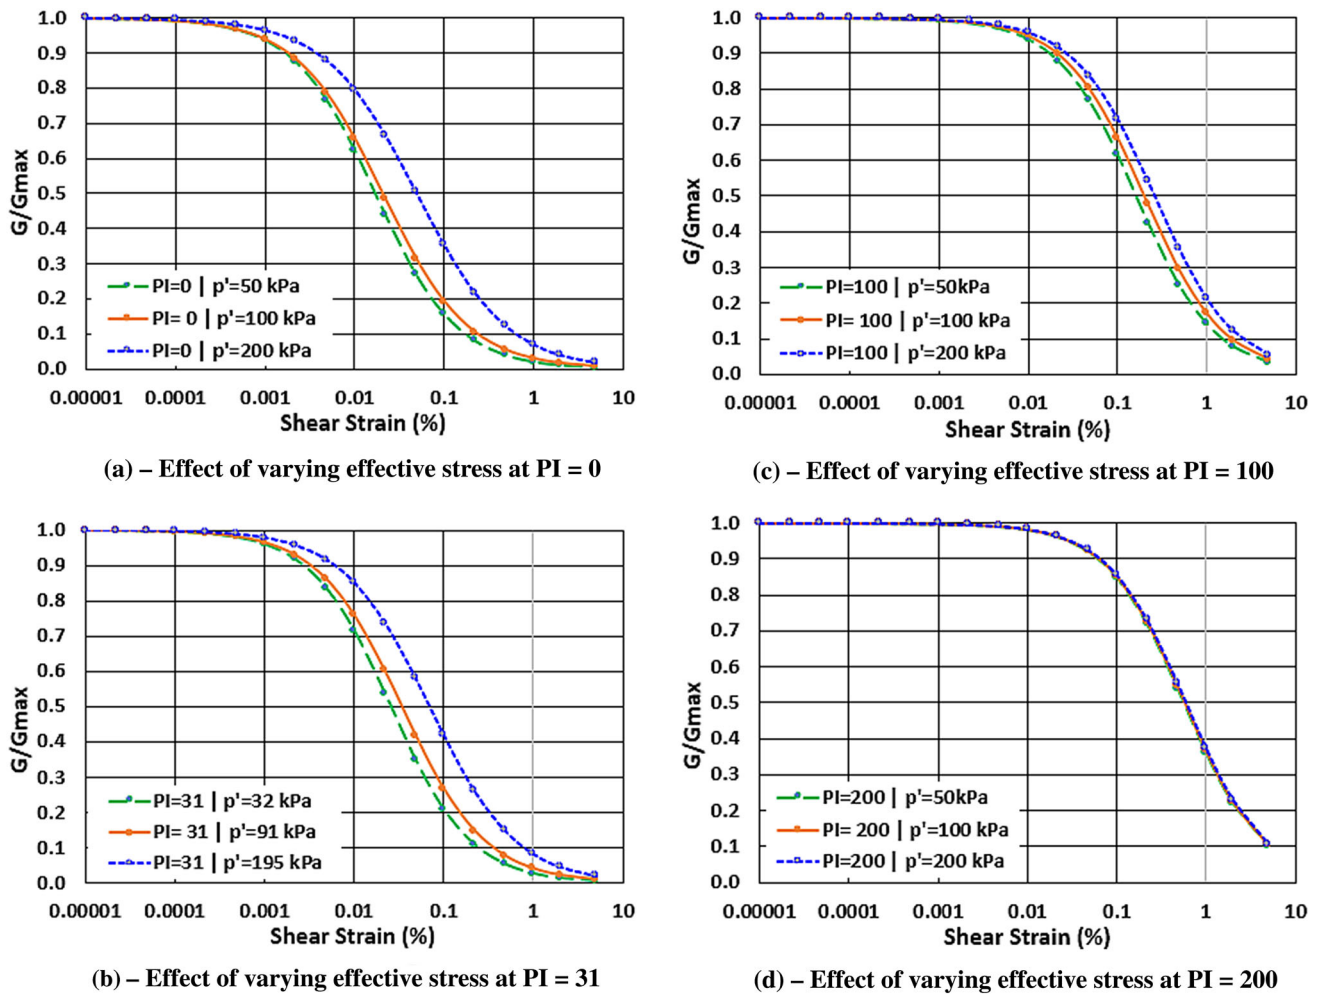 1.0
0.9
0.8
0.7
0.6
0.5
0.4
0.3
0.2
0.1
0.0
G/Gmax
PI=0 | p'=50 kPa
PI= 0 | p'=100 kPa
PI=0 | p'=200 kPa
0.00001 0.0001 0.001 0.01 0.1 1 10
Shear Strain (%)
(a) – Effect of varying effective stress at PI = 0
1.0
0.9
0.8
0.7
0.6
0.5
0.4
0.3
0.2
0.1
0.0
G/Gmax
PI=100 | p'=50kPa
PI= 100 | p'=100 kPa
PI=100 | p'=200 kPa
0.00001 0.0001 0.001 0.01 0.1 1 10
Shear Strain (%)
(c) – Effect of varying effective stress at PI = 100
1.0
0.9
0.8
0.7
0.6
0.5
0.4
0.3
0.2
0.1
0.0
G/Gmax
PI=31 | p'=32 kPa
PI= 31 | p'=91 kPa
PI=31 | p'=195 kPa
0.00001 0.0001 0.001 0.01 0.1 1 10
Shear Strain (%)
(b) – Effect of varying effective stress at PI = 31
1.0
0.9
0.8
0.7
0.6
0.5
0.4
0.3
0.2
0.1
0.0
G/Gmax
PI=200 | p'=50kPa
PI= 200 | p'=100 kPa
PI=200 | p'=200 kPa
0.00001 0.0001 0.001 0.01 0.1 1 10
Shear Strain (%)
(d) – Effect of varying effective stress at PI = 200